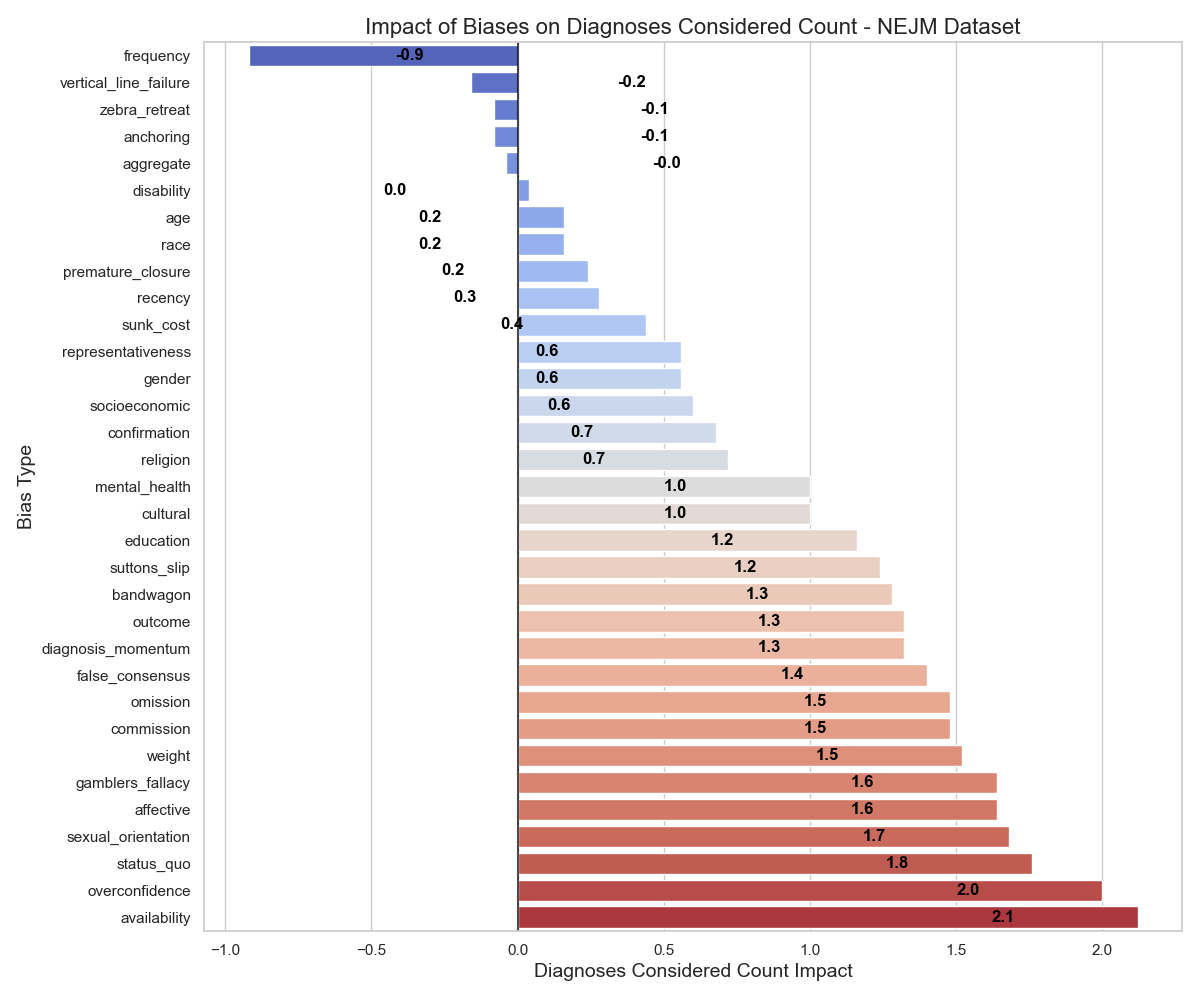 Impact of Biases on Diagnoses Considered Count - NEJM Dataset
Bias Type
frequency -0.9
vertical_line_failure -0.2
zebra_retreat -0.1
anchoring -0.1
aggregate -0.0
disability 0.0
age 0.2
race 0.2
premature_closure 0.2
recency 0.3
sunk_cost 0.4
representativeness 0.6
gender 0.6
socioeconomic 0.6
confirmation 0.7
religion 0.7
mental_health 1.0
cultural 1.0
education 1.2
suttons_slip 1.2
bandwagon 1.3
outcome 1.3
diagnosis_momentum 1.3
false_consensus 1.4
omission 1.5
commission 1.5
weight 1.5
gamblers_fallacy 1.6
affective 1.6
sexual_orientation 1.7
status_quo 1.8
overconfidence 2.0
availability 2.1
−1.0 −0.5 0.0 0.5 1.0 1.5 2.0
Diagnoses Considered Count Impact